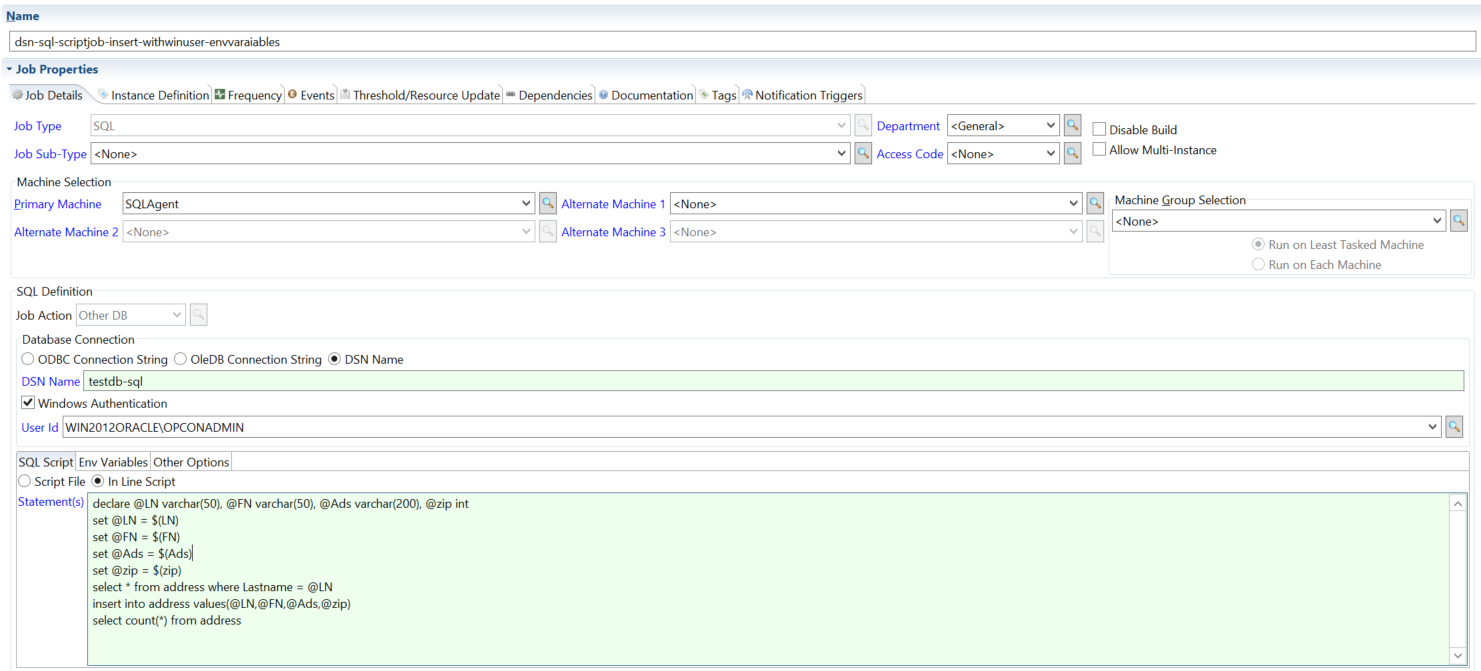 Name
dsn-sql-scriptjob-insert-withwinuser-envvaraiables
Job Properties
Job Details Instance Definition Frequency Events Threshold/Resource Update Dependencies Documentation Tags Notification Triggers
Job Type SQL Department <General> Disable Build
Job Sub-Type <None> Access Code <None> Allow Multi-Instance
Machine Selection
Primary Machine SQLAgent Alternate Machine 1 <None> Machine Group Selection
<None>
Alternate Machine 2 <None> Alternate Machine 3 <None>
Run on Least Tasked Machine
Run on Each Machine
SQL Definition
Job Action Other DB
Database Connection
ODBC Connection String OleDB Connection String DSN Name
DSN Name testdb-sql
Windows Authentication
User Id WIN2012ORACLE\OPCONADMIN
SQL Script Env Variables Other Options
Script File In Line Script
Statement(s) declare @LN varchar(50), @FN varchar(50), @Ads varchar(200), @zip int
set @LN = $(LN)
set @FN = $(FN)
set @Ads = $(Ads)
set @zip = $(zip)
select * from address where Lastname = @LN
insert into address values(@LN,@FN,@Ads,@zip)
select count(*) from address